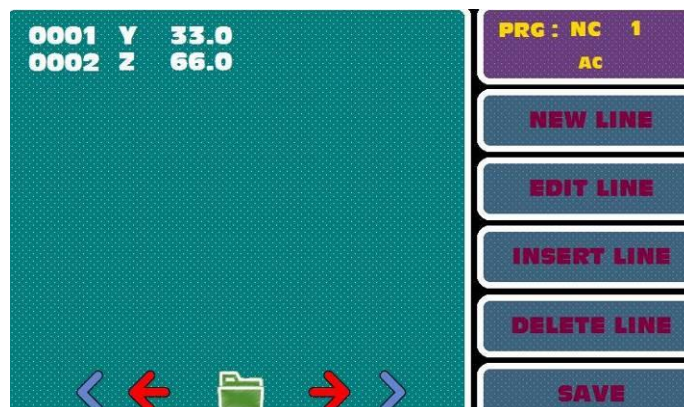 0001 Y 33.0
0002 Z 66.0
PRG : NC 1
AC
NEW LINE
EDIT LINE
INSERT LINE
DELETE LINE
SAVE